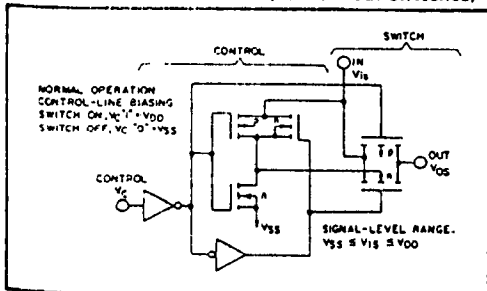 SWITCH
CONTROL
IN
Vis
NORMAL OPERATION
CONTROL-LINE BIASING
SWITCH ON, VC "1" = VDD
SWITCH OFF, VC "0" = VSS
p
n
p
n
OUT
VOS
CONTROL
VC
n
VSS
SIGNAL-LEVEL RANGE.
VSS ≤ VIS ≤ VDD